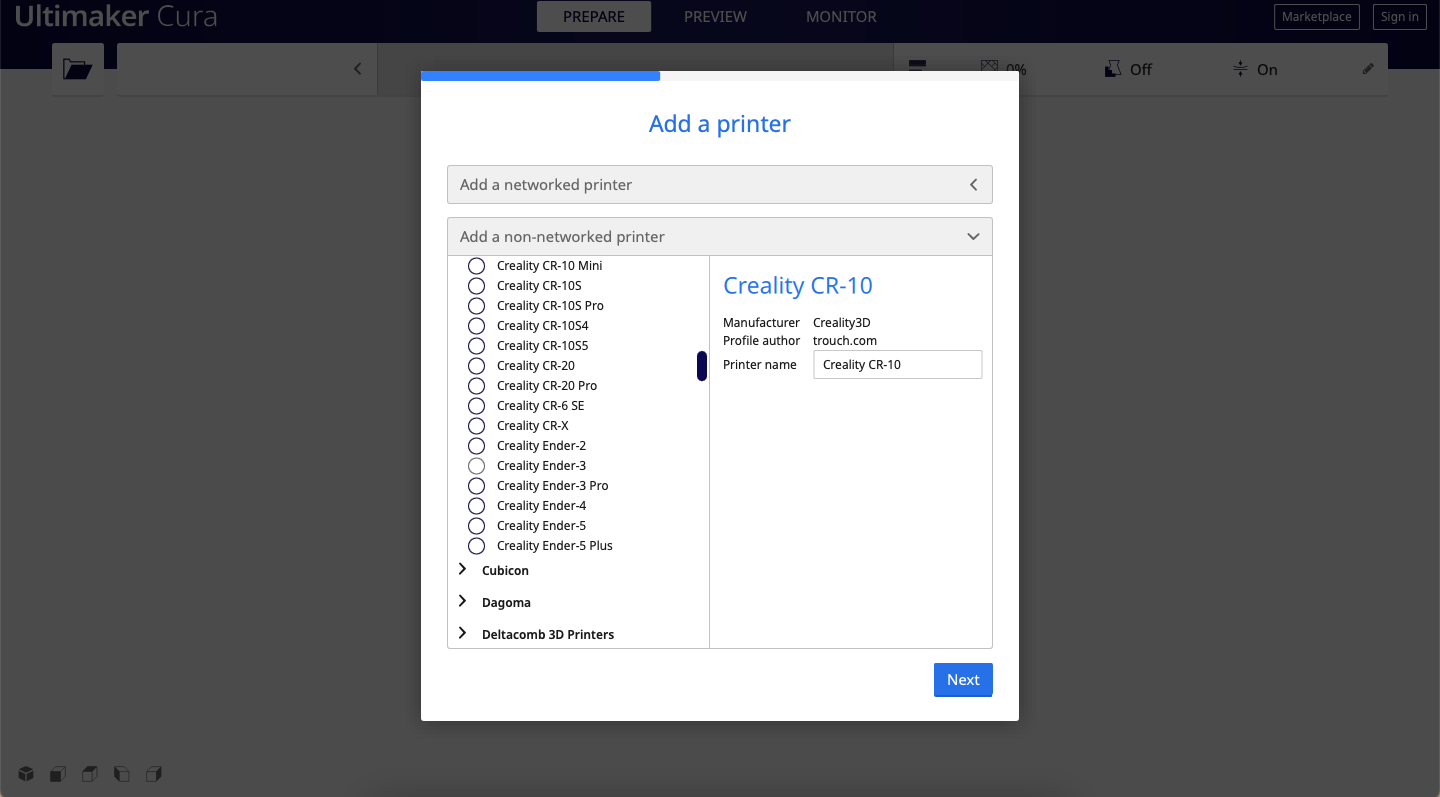 Ultimaker Cura
PREPARE PREVIEW MONITOR
Marketplace Sign in
0% Off On
Add a printer
Add a networked printer
Add a non-networked printer
Creality CR-10 Mini
Creality CR-10S
Creality CR-10S Pro
Creality CR-10S4
Creality CR-10S5
Creality CR-20
Creality CR-20 Pro
Creality CR-6 SE
Creality CR-X
Creality Ender-2
Creality Ender-3
Creality Ender-3 Pro
Creality Ender-4
Creality Ender-5
Creality Ender-5 Plus
Cubicon
Dagoma
Deltacomb 3D Printers
Creality CR-10
Manufacturer Creality3D
Profile author trouch.com
Printer name Creality CR-10
Next